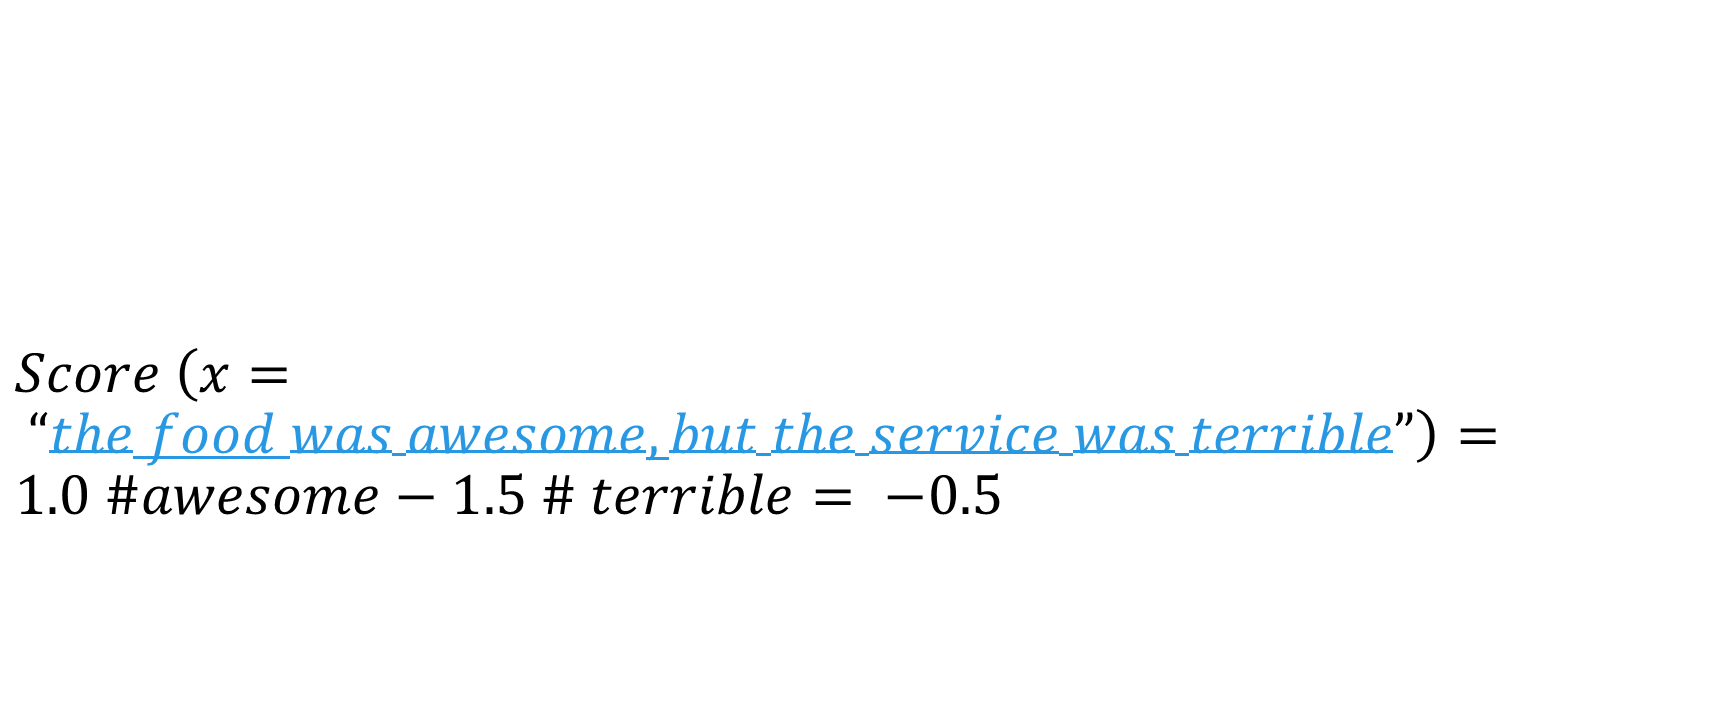 Score (x =
“the food was awesome, but the service was terrible”) =
1.0 #awesome − 1.5 # terrible = −0.5